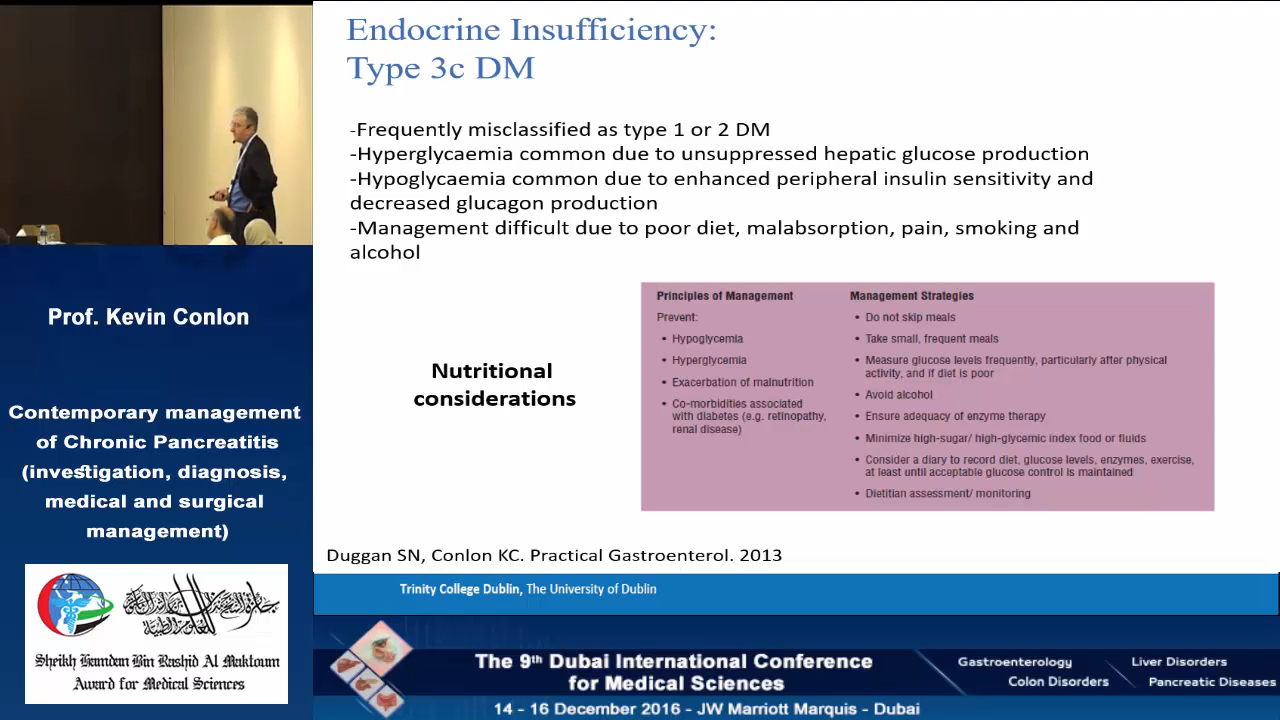 Endocrine Insufficiency:
Type 3c DM
-Frequently misclassified as type 1 or 2 DM
-Hyperglycaemia common due to unsuppressed hepatic glucose production
-Hypoglycaemia common due to enhanced peripheral insulin sensitivity and
decreased glucagon production
-Management difficult due to poor diet, malabsorption, pain, smoking and
alcohol
Nutritional
considerations
Principles of Management
Prevent:
• Hypoglycemia
• Hyperglycemia
• Exacerbation of malnutrition
• Co-morbidities associated
with diabetes (e.g. retinopathy,
renal disease)
Management Strategies
• Do not skip meals
• Take small, frequent meals
• Measure glucose levels frequently, particularly after physical
activity, and if diet is poor
• Avoid alcohol
• Ensure adequacy of enzyme therapy
• Minimize high-sugar/ high-glycemic index food or fluids
• Consider a diary to record diet, glucose levels, enzymes, exercise,
at least until acceptable glucose control is maintained
• Dietitian assessment/ monitoring
Duggan SN, Conlon KC. Practical Gastroenterol. 2013
Trinity College Dublin, The University of Dublin
Prof. Kevin Conlon
Contemporary management
of Chronic Pancreatitis
(investigation, diagnosis,
medical and surgical
management)
Sheikh Hamdan Bin Rashid Al Maktoum
Award for Medical Sciences
The 9th Dubai International Conference
for Medical Sciences
14 - 16 December 2016 - JW Marriott Marquis - Dubai
Gastroenterology
Liver Disorders
Colon Disorders
Pancreatic Diseases